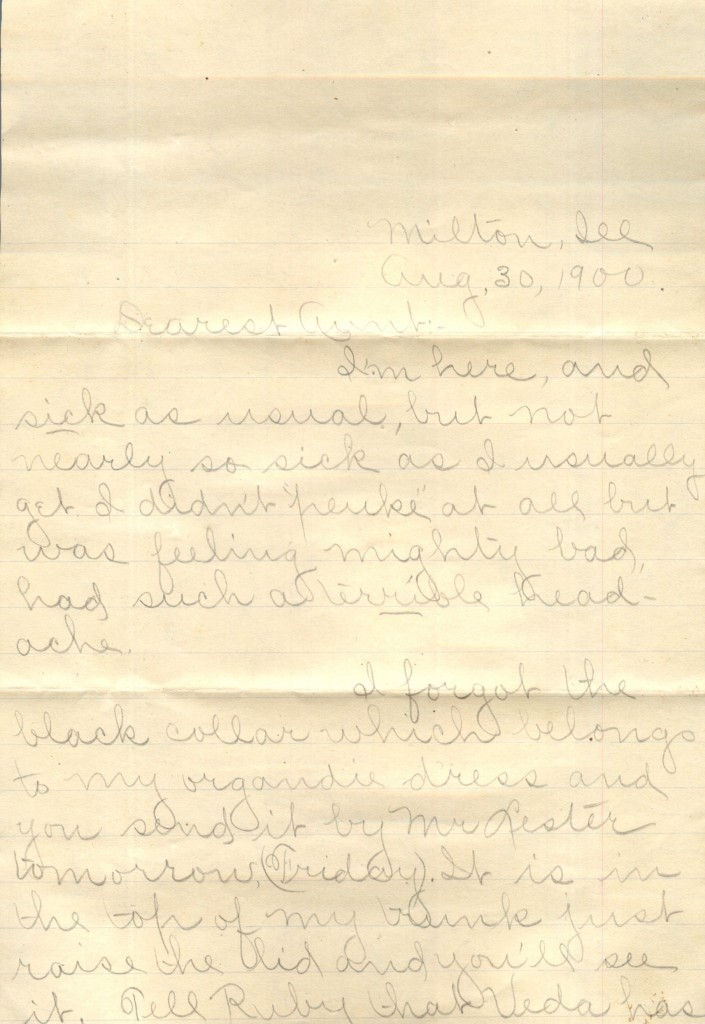 Milton, Ill
Aug, 30, 1900.
Dearest Aunt:-
I'm here, and
sick as usual, but not
nearly so sick as I usually
get. I didn't "peuke" at all but
was feeling mighty bad,
had such a terrible head-
ache.
I forgot the
black collar which belongs
to my organdie dress and
you send it by Mr Lester
tomorrow, (Friday). It is in
the top of my trunk just
raise the lid and you'll see
it. Tell Ruby that Veda has